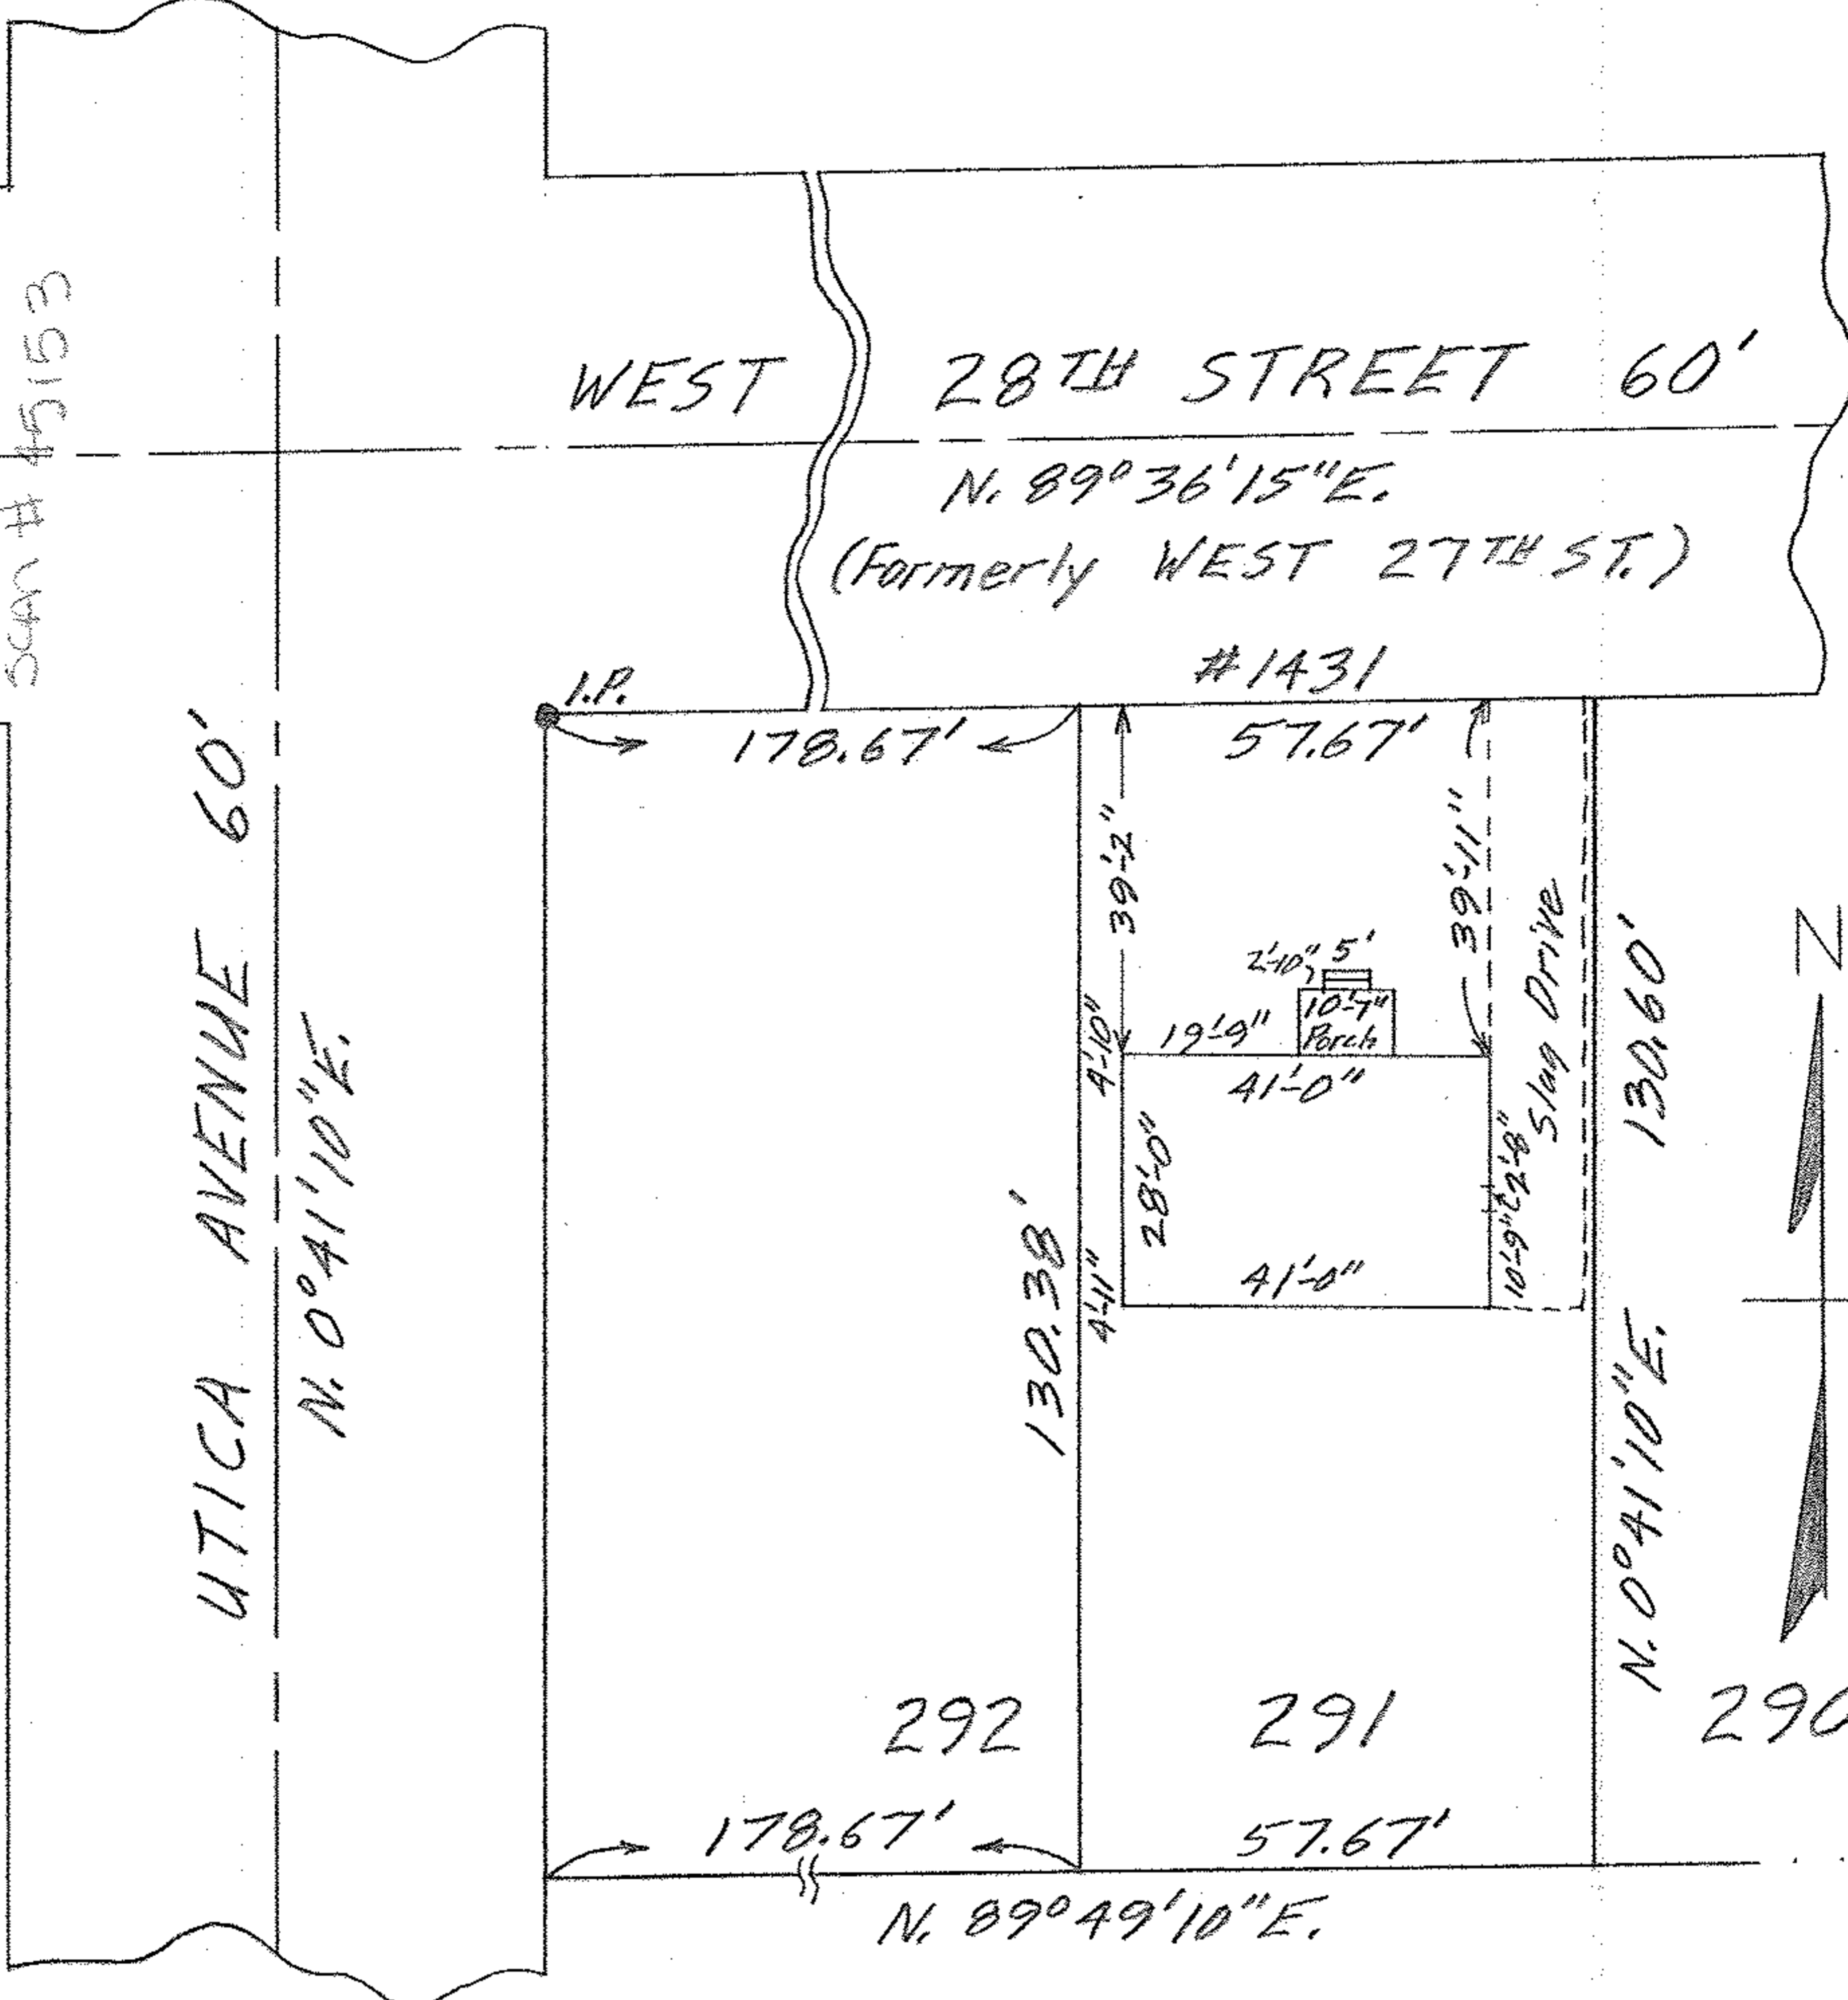 SCAN # 45153
WEST 28TH STREET 60'
N. 89°36'15"E.
(Formerly WEST 27TH ST.)
#1431
I.P.
178.67'
57.67'
UTICA AVENUE 60'
N. 0°41'10"E.
39'-2"
39'-11"
2'-10" 5'
10'-7"
Porch
19'-9"
4'-10"
41'-0"
Slag Drive
130.60'
N
28'-0"
10'-9" 2'-8"
130.38'
4'-11"
41'-0"
N. 0°41'10"E.
292
291
290
178.67'
57.67'
N. 89°49'10"E.